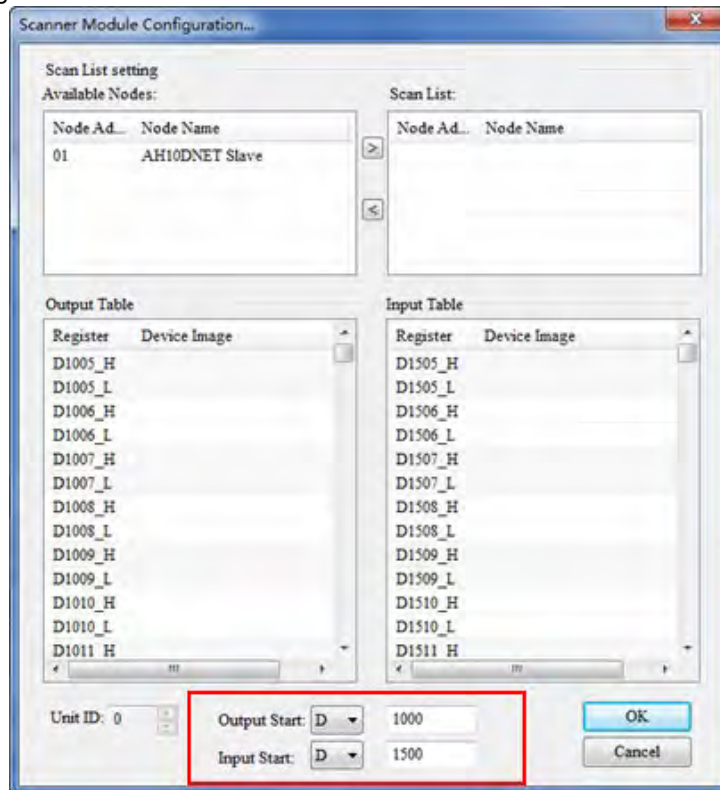 Scanner Module Configuration...
Scan List setting
Available Nodes:
Scan List:
Node Ad... Node Name
Node Ad... Node Name
01 AH10DNET Slave
>
<
Output Table
Input Table
Register Device Image
Register Device Image
D1005_H
D1505_H
D1005_L
D1505_L
D1006_H
D1506_H
D1006_L
D1506_L
D1007_H
D1507_H
D1007_L
D1507_L
D1008_H
D1508_H
D1008_L
D1508_L
D1009_H
D1509_H
D1009_L
D1509_L
D1010_H
D1510_H
D1010_L
D1510_L
D1011_H
D1511_H
Unit ID: 0
Output Start: D 1000
OK
Input Start: D 1500
Cancel